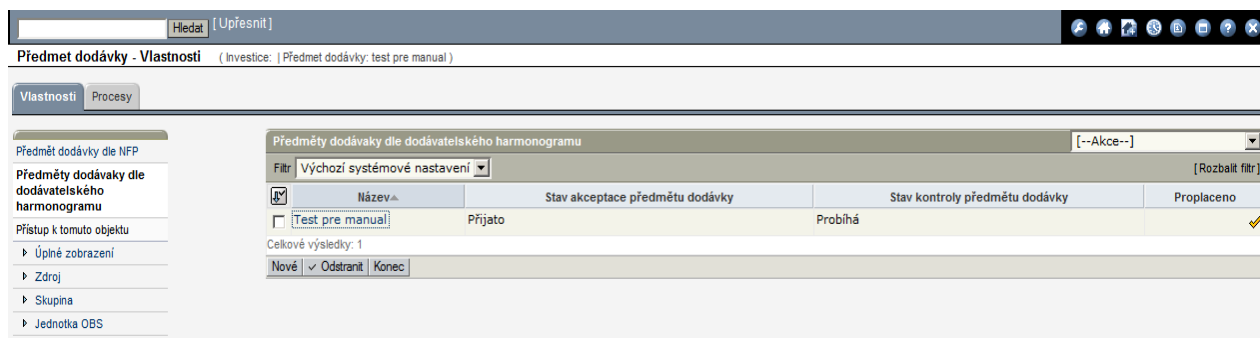 Hledat [ Upřesnit ]
Předmet dodávky - Vlastnosti ( Investice: | Předmet dodávky: test pre manual )
Vlastnosti Procesy
Předmět dodávky dle NFP
Předměty dodávaky dle
dodávatelského
harmonogramu
Přístup k tomuto objektu
Úplné zobrazení
Zdroj
Skupina
Jednotka OBS
Předměty dodávaky dle dodávatelského harmonogramu [--Akce--]
Filtr Výchozí systémové nastavení [Rozbalit filtr]
Název Stav akceptace předmětu dodávky Stav kontroly předmětu dodávky Proplaceno
Test pre manual Přijato Probíhá
Celkové výsledky: 1
Nové Odstranit Konec